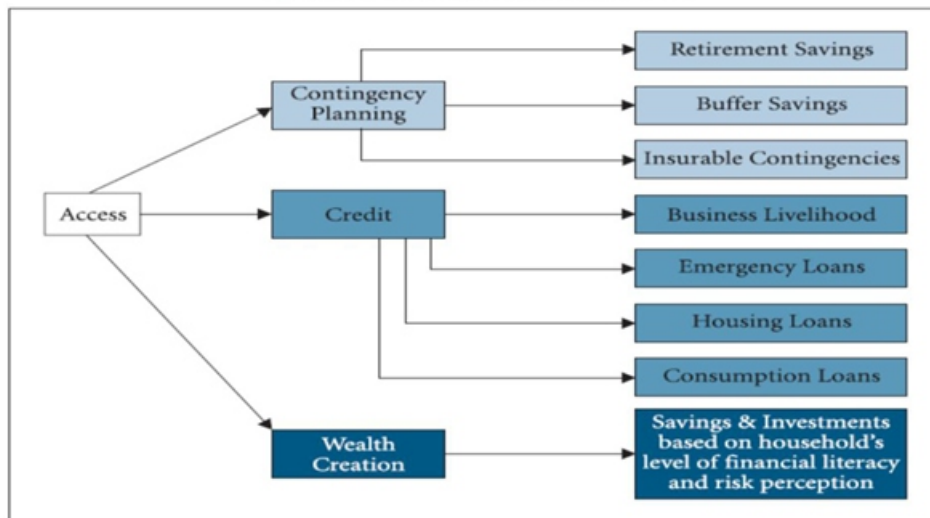 Retirement Savings
Contingency
Planning
Buffer Savings
Insurable Contingencies
Access
Credit
Business Livelihood
Emergency Loans
Housing Loans
Consumption Loans
Wealth
Creation
Savings & Investments
based on household's
level of financial literacy
and risk perception